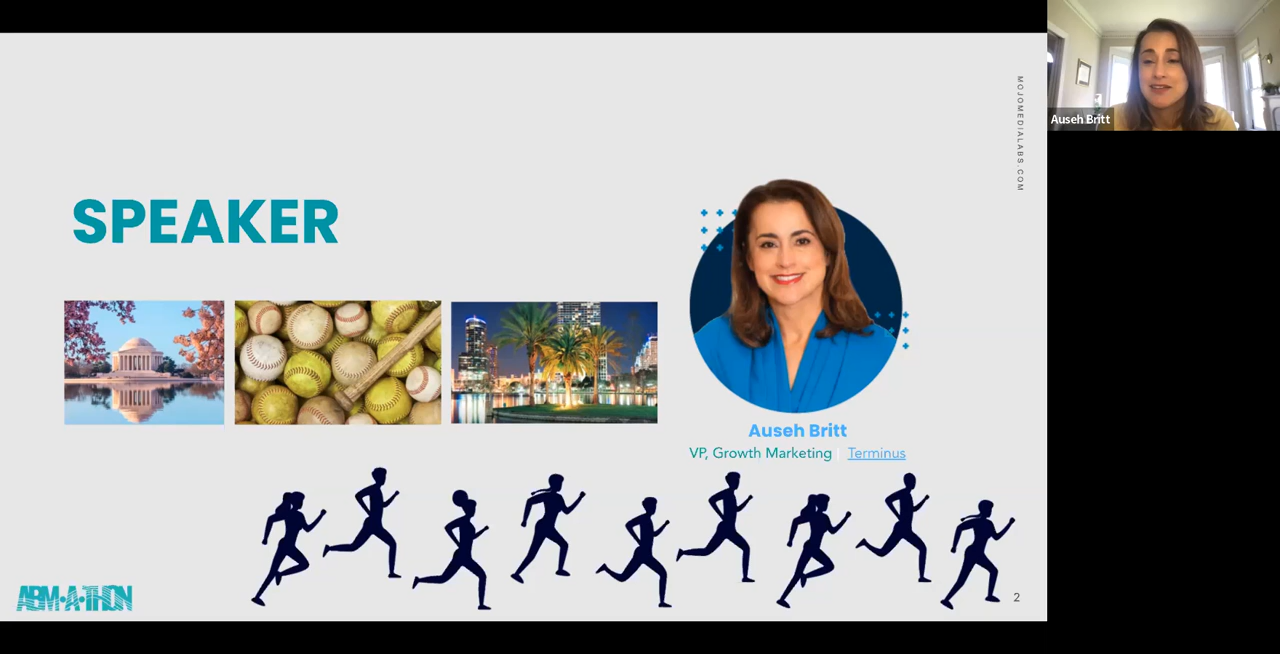 MOJOMEDIALABS.COM
Auseh Britt
SPEAKER
Auseh Britt
VP, Growth Marketing | Terminus
ABM•A•THON
2